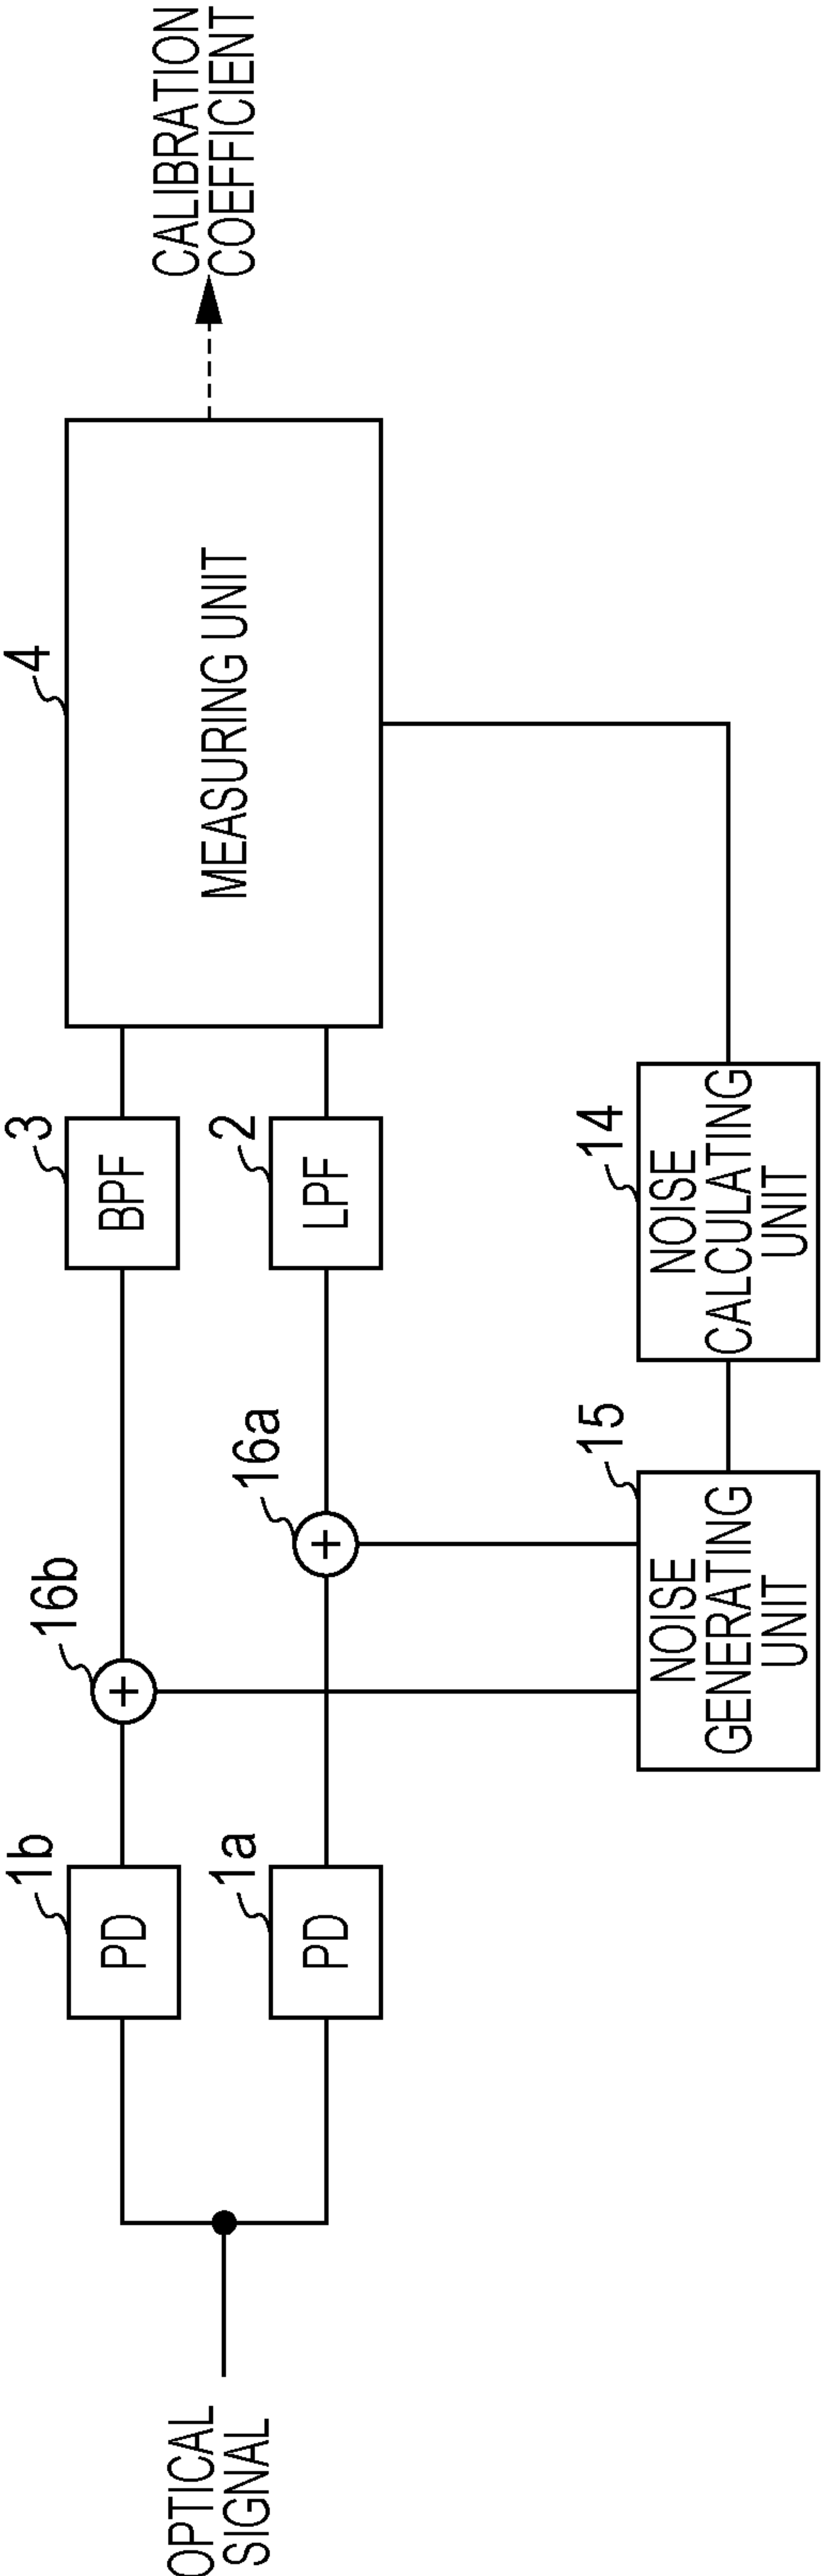 OPTICAL
SIGNAL
1b
PD
1a
PD
16b
+
16a
+
3
BPF
2
LPF
4
MEASURING UNIT
CALIBRATION
COEFFICIENT
15
NOISE
GENERATING
UNIT
14
NOISE
CALCULATING
UNIT